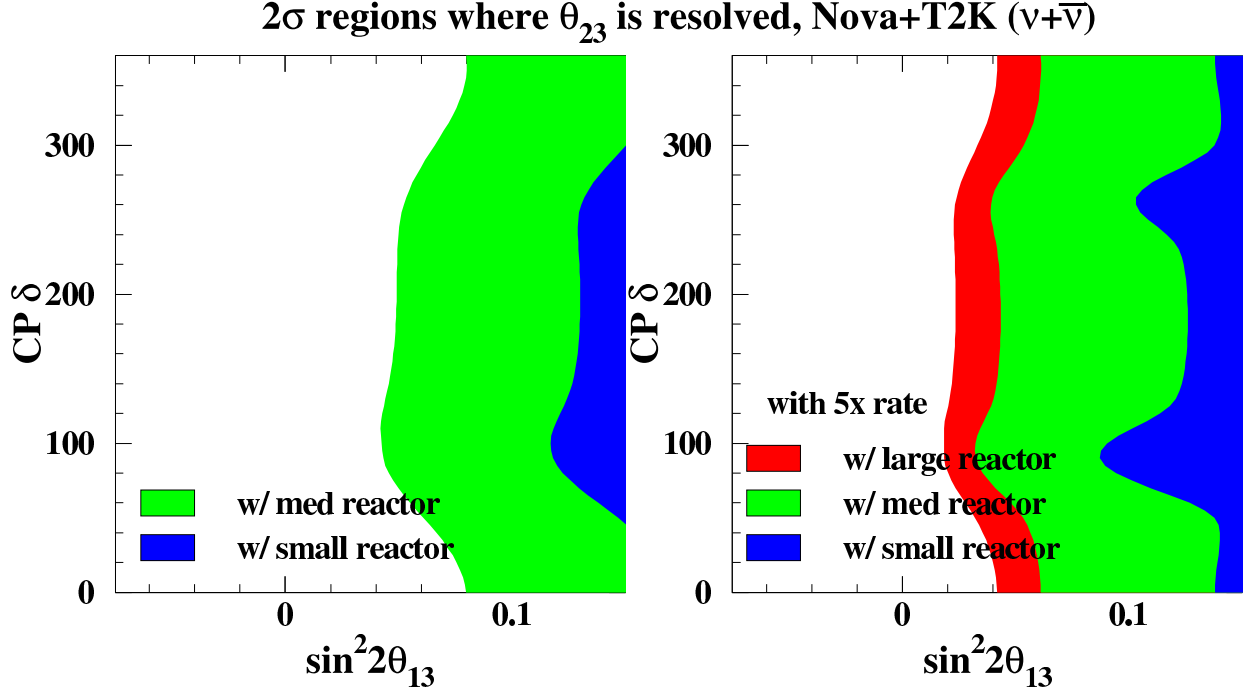 2σ regions where θ₂₃ is resolved, Nova+T2K (ν+ν̅)
CP δ
300
200
100
0
w/ med reactor
w/ small reactor
0
0.1
sin²2θ₁₃
CP δ
300
200
100
0
with 5x rate
w/ large reactor
w/ med reactor
w/ small reactor
0
0.1
sin²2θ₁₃